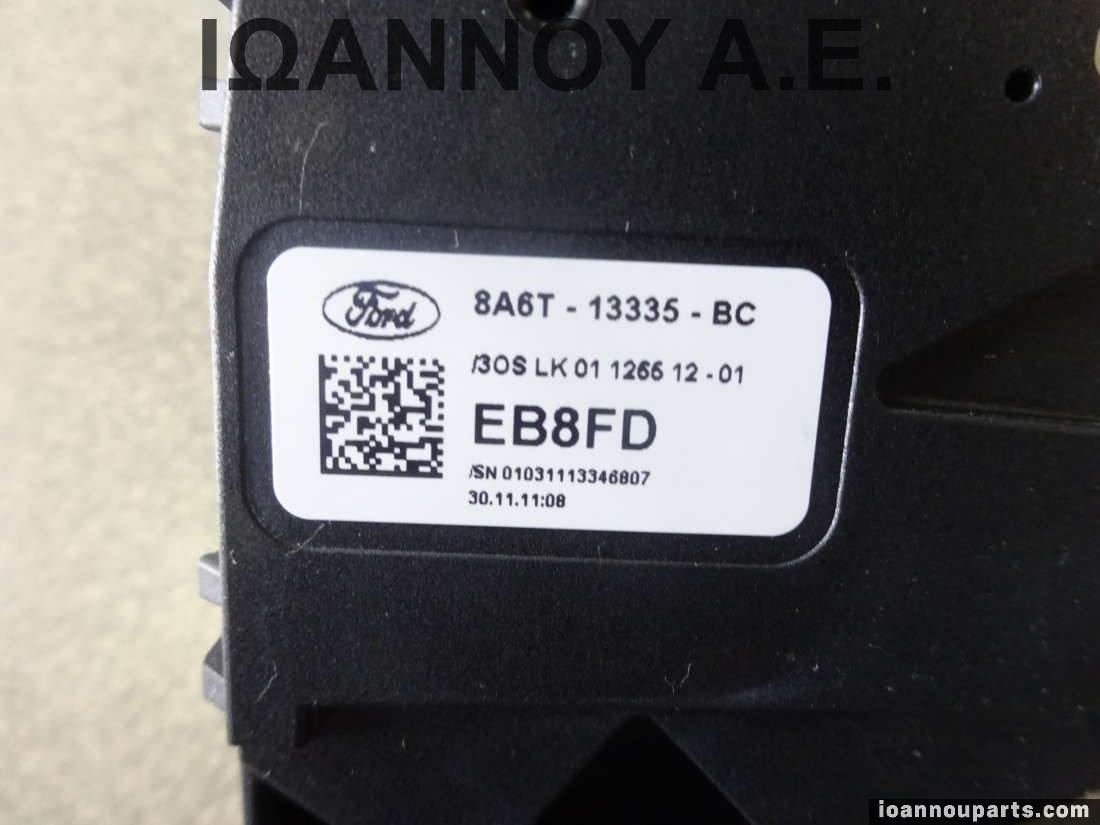 ΙΩΑΝΝΟΥ Α.Ε.
Ford
8A6T - 13335 - BC
/3OS LK 01 1266 12 - 01
EB8FD
/SN 01031113346807
30.11.11:08
ioannouparts.com